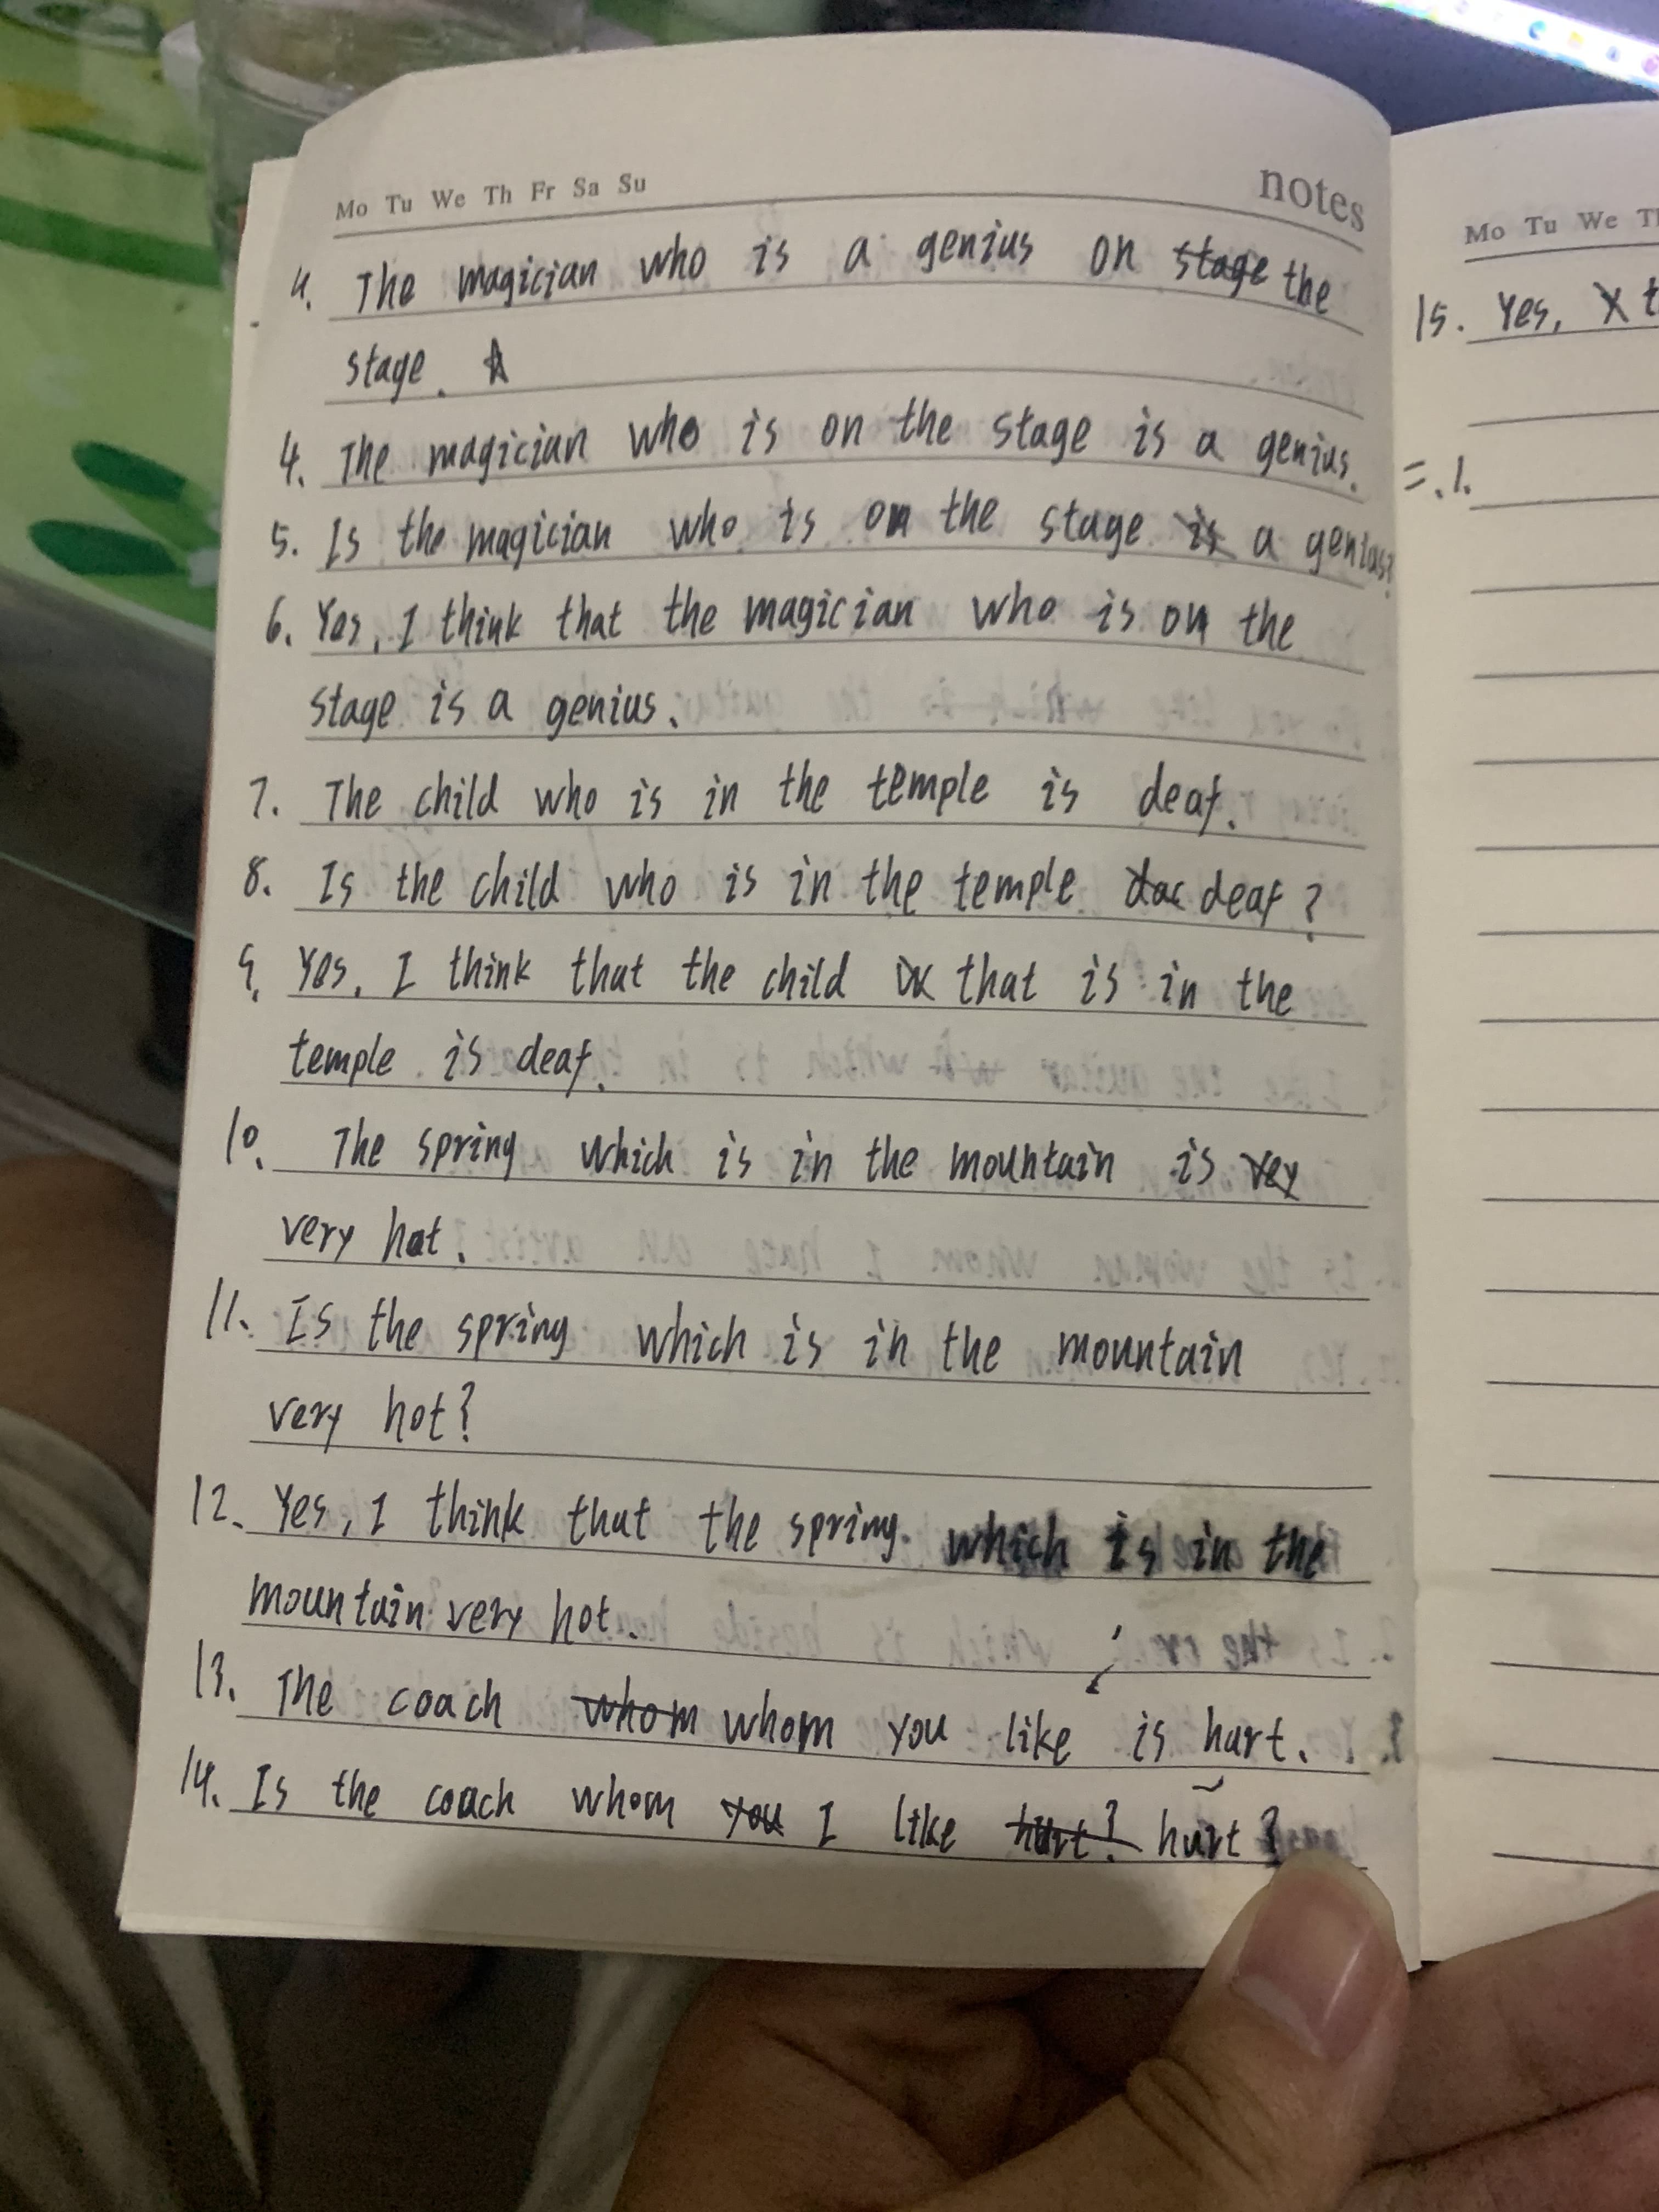 Mo Tu We Th Fr Sa Su
notes
4. The magician who is a genius on stage the
stage.
4. The magician who is on the stage is a genius.
5. Is the magician who is on the stage is a genius?
6. Yes, I think that the magician who is on the
stage is a genius.
7. The child who is in the temple is deaf.
8. Is the child who is in the temple deaf?
9. Yes, I think that the child that is in the
temple is deaf.
10. The spring which is in the mountain is vey
very hot.
11. Is the spring which is in the mountain
very hot?
12. Yes, I think that the spring which is in the
mountain very hot.
13. The coach whom whom you like is hurt.
14. Is the coach whom you I like hurt? hurt?
Mo Tu We
15. Yes,
=.1.